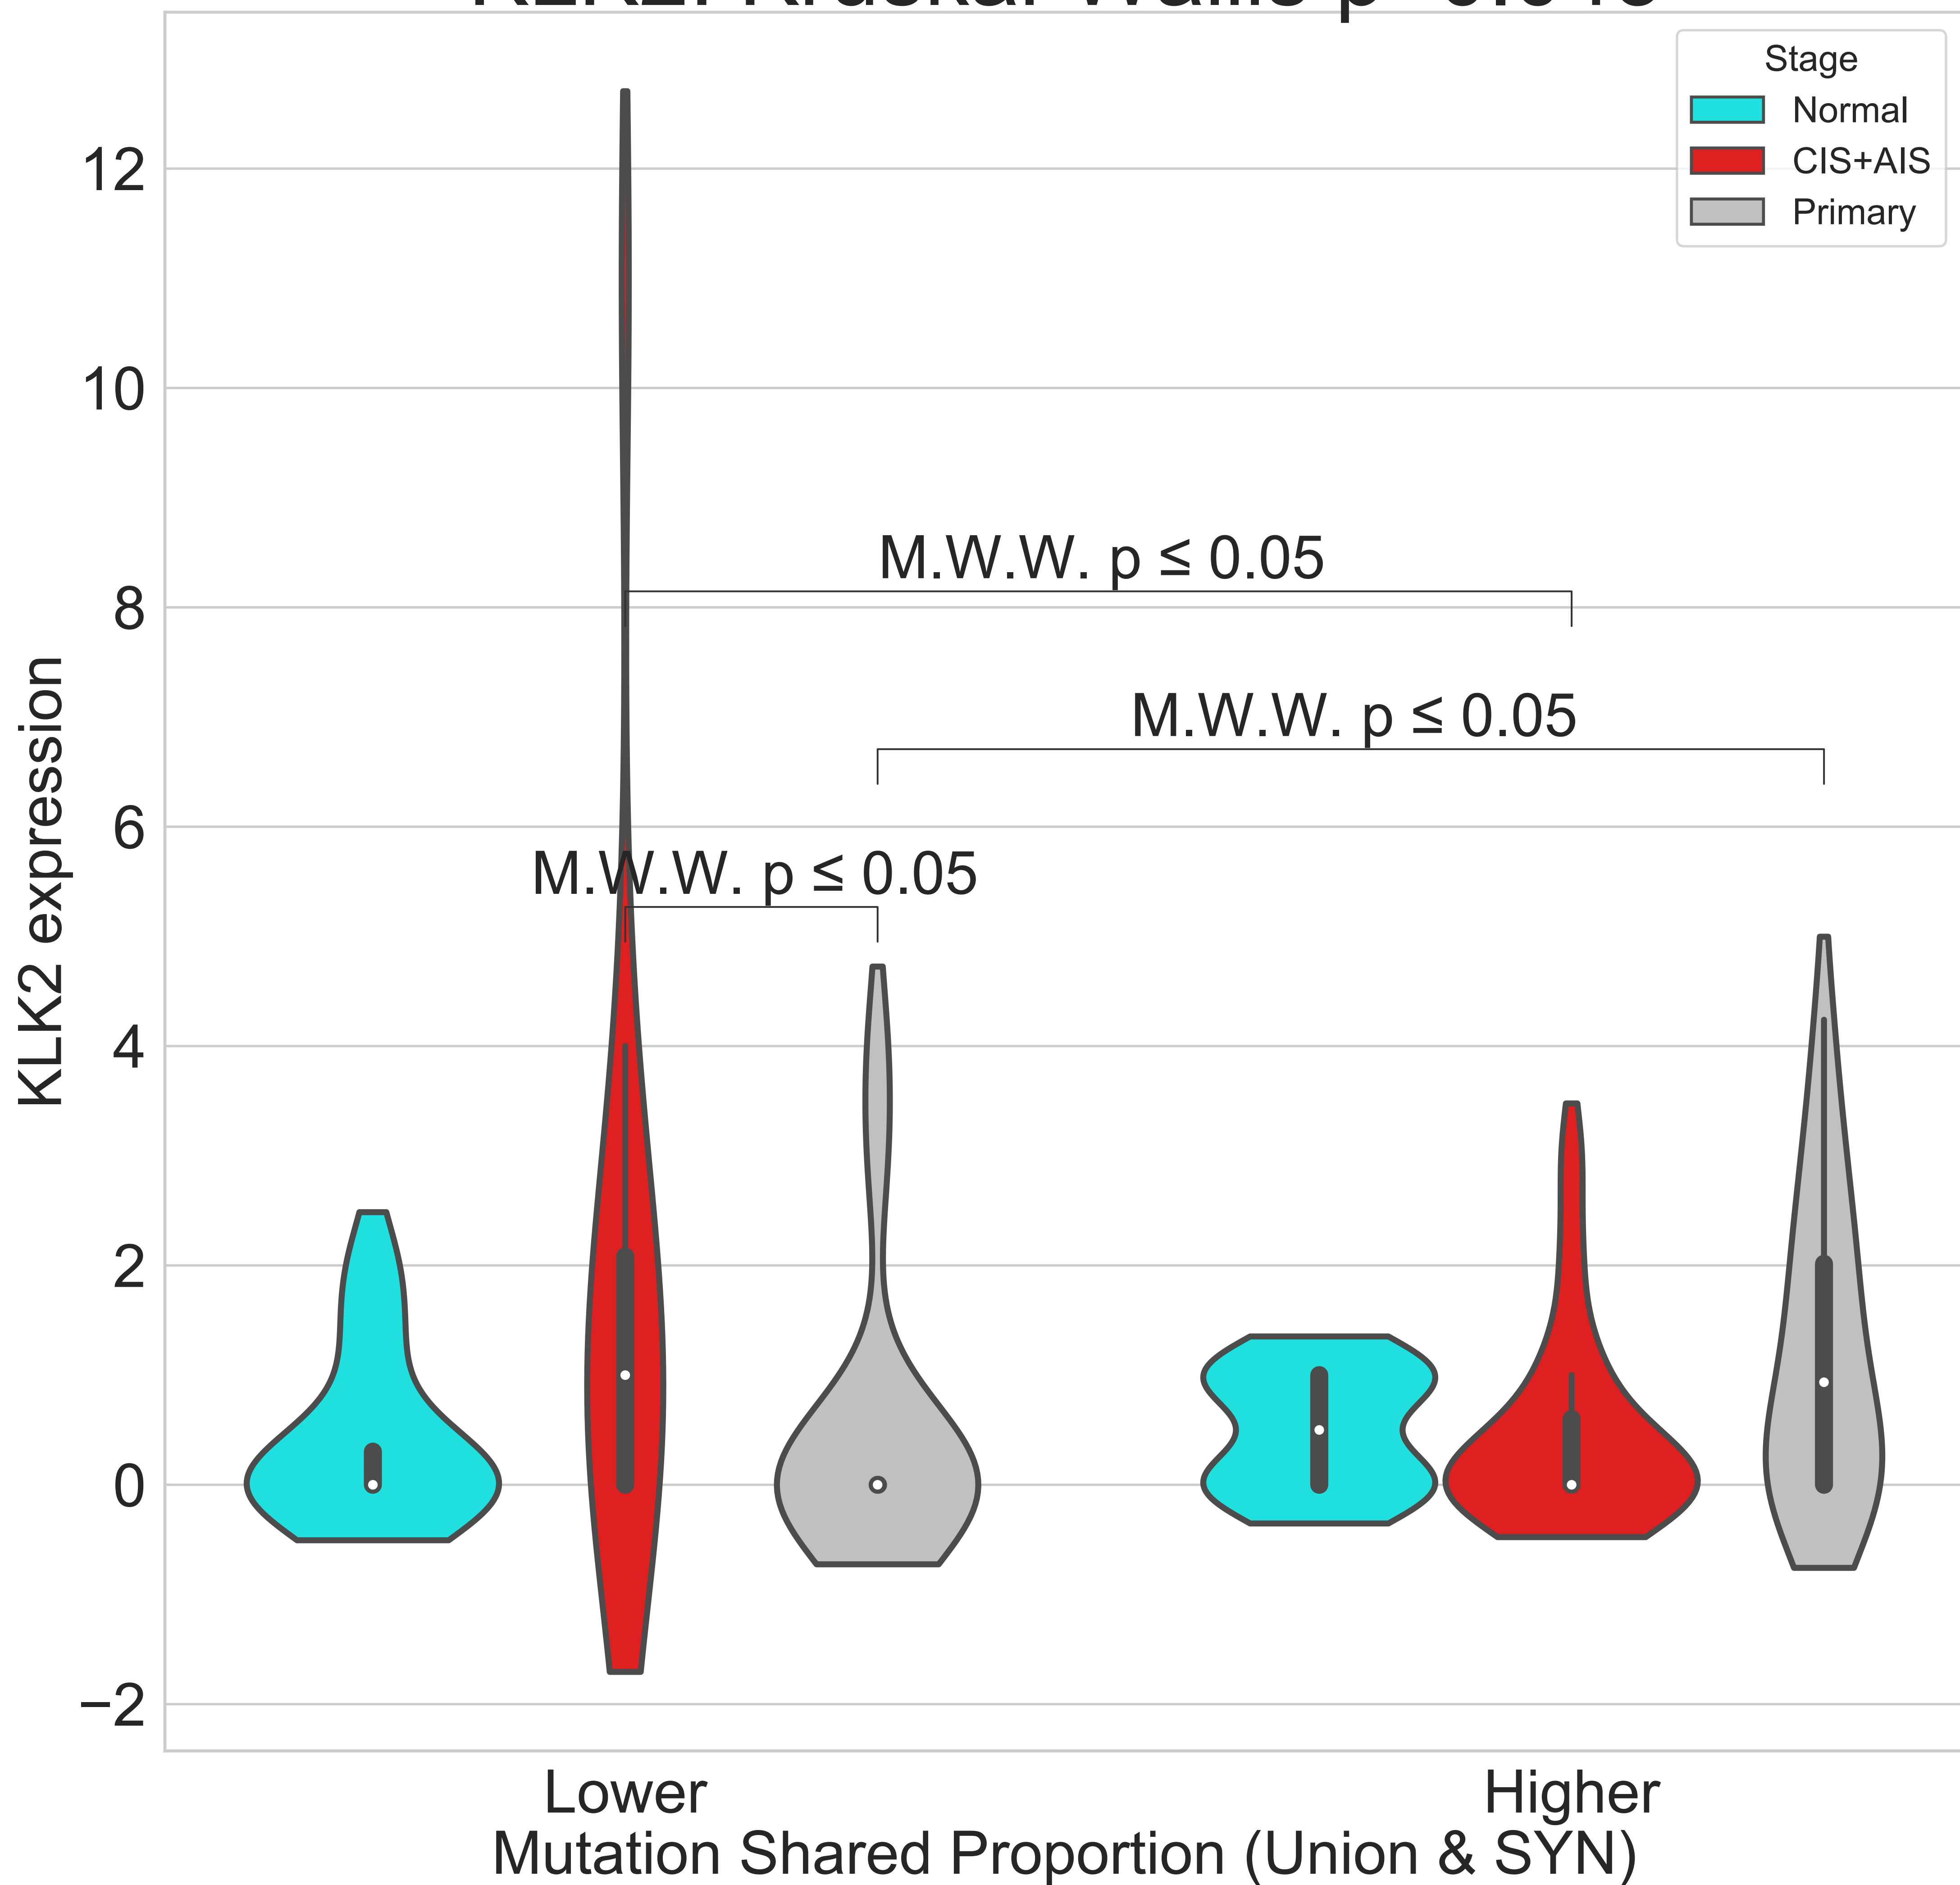 Stage
Normal
CIS+AIS
Primary
12
10
8
6
4
2
0
−2
KLK2 expression
M.W.W. p ≤ 0.05
M.W.W. p ≤ 0.05
M.W.W. p ≤ 0.05
Lower
Higher
Mutation Shared Proportion (Union & SYN)